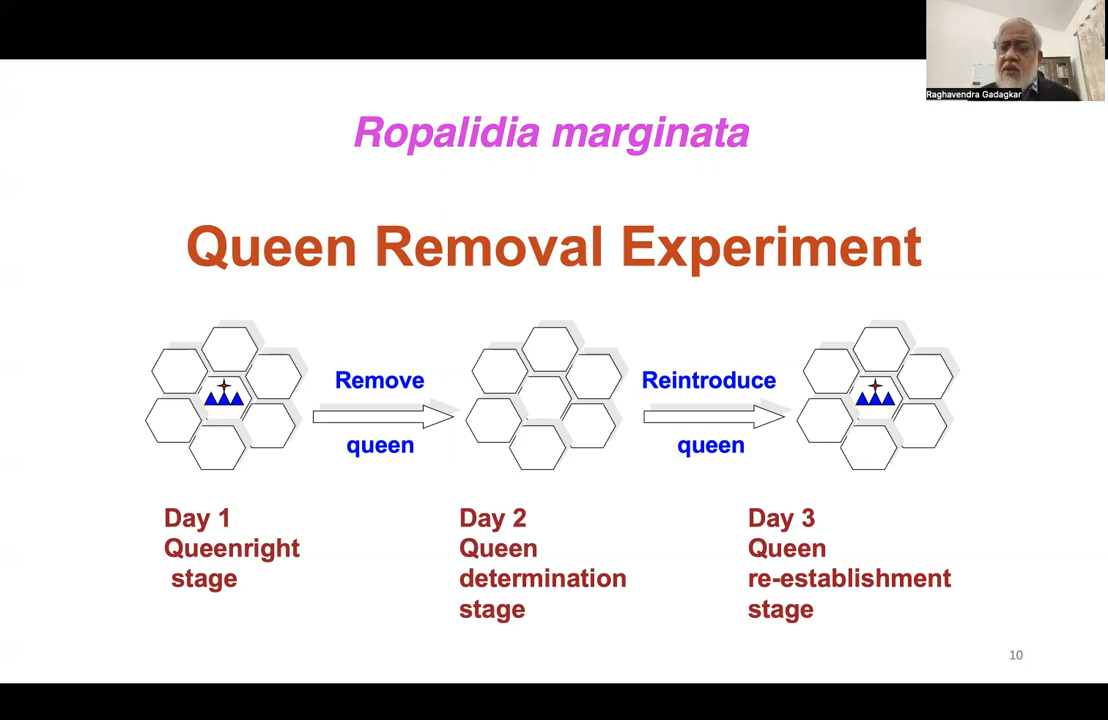 Raghavendra Gadagkar
Ropalidia marginata
Queen Removal Experiment
Remove
queen
Reintroduce
queen
Day 1
Queenright
stage
Day 2
Queen
determination
stage
Day 3
Queen
re-establishment
stage
10